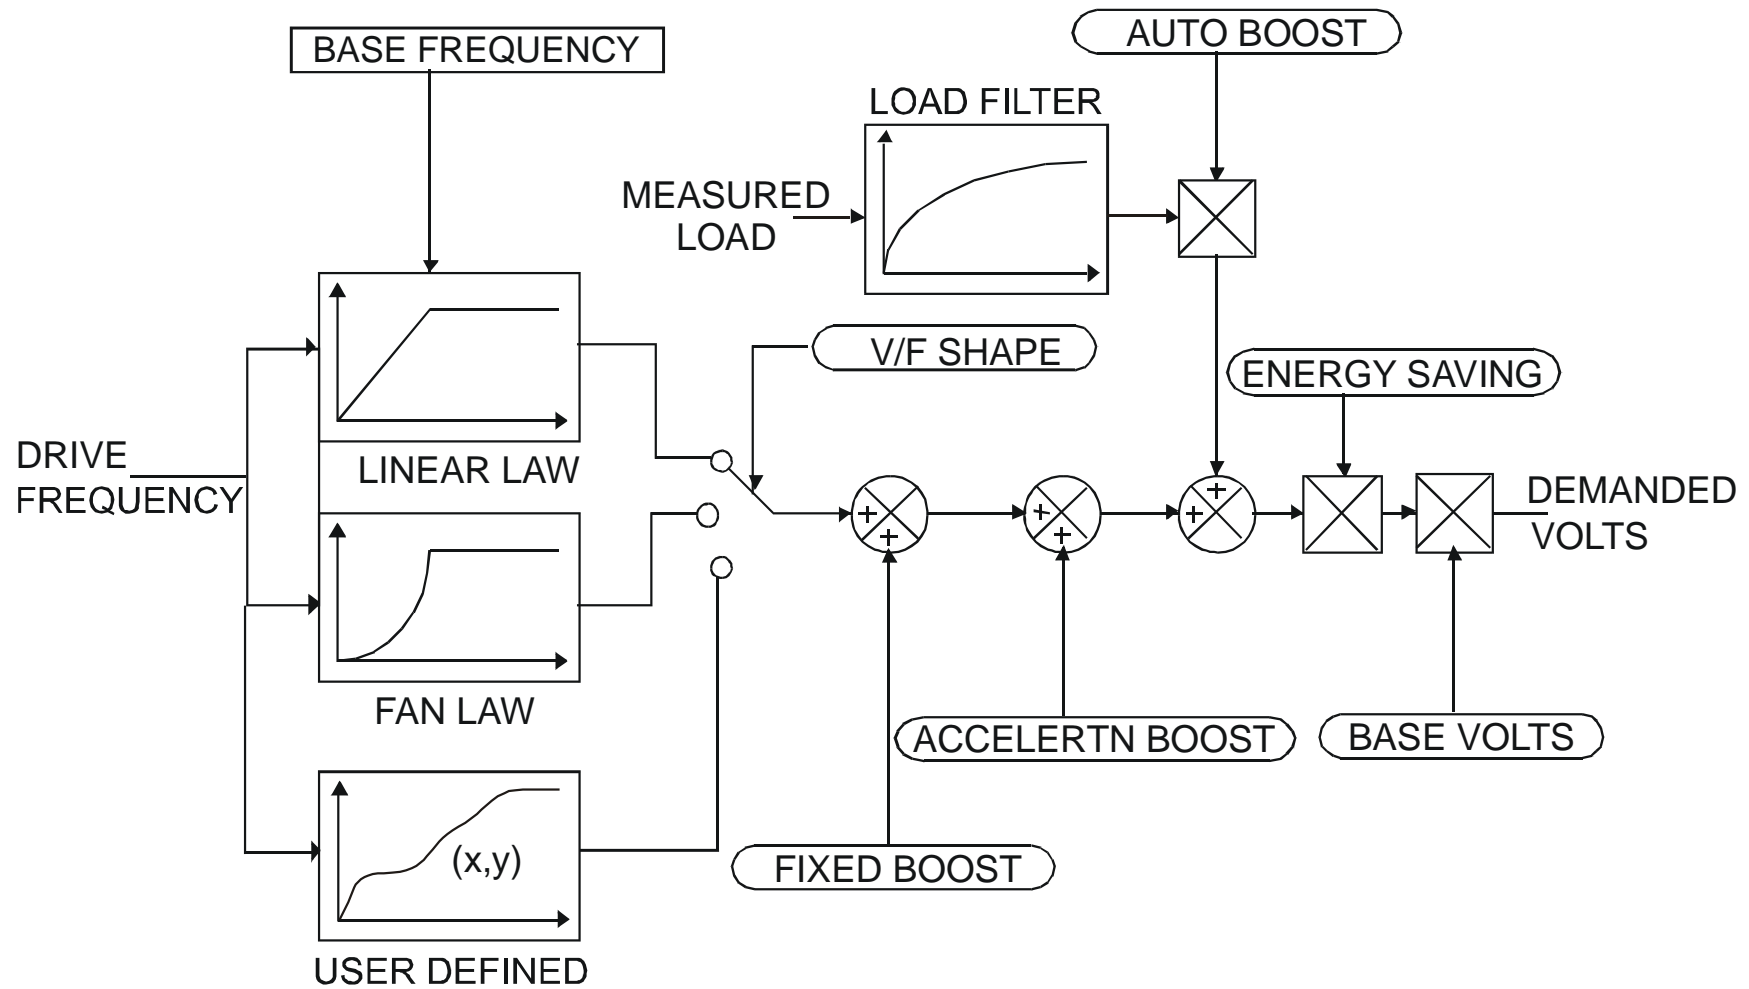 BASE FREQUENCY
AUTO BOOST
LOAD FILTER
MEASURED
LOAD
V/F SHAPE
ENERGY SAVING
DRIVE
FREQUENCY
LINEAR LAW
+
+
+
+
+
+
DEMANDED
VOLTS
FAN LAW
ACCELERTN BOOST
BASE VOLTS
(x,y)
FIXED BOOST
USER DEFINED